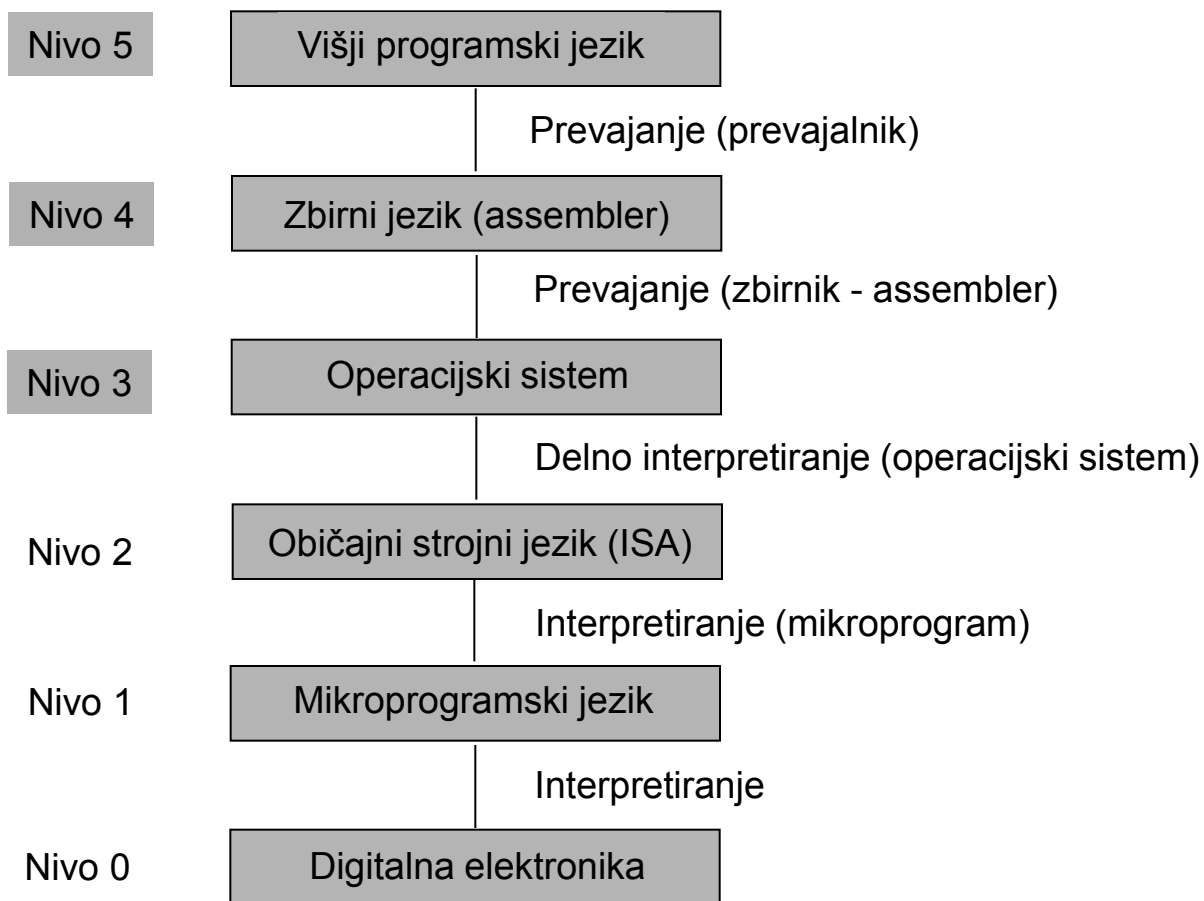 Nivo 5
Višji programski jezik
Prevajanje (prevajalnik)
Nivo 4
Zbirni jezik (assembler)
Prevajanje (zbirnik - assembler)
Nivo 3
Operacijski sistem
Delno interpretiranje (operacijski sistem)
Nivo 2
Običajni strojni jezik (ISA)
Interpretiranje (mikroprogram)
Nivo 1
Mikroprogramski jezik
Interpretiranje
Nivo 0
Digitalna elektronika